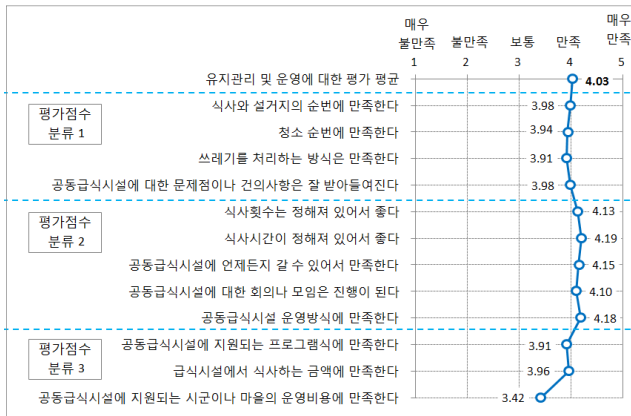 매우
불만족
불만족
보통
만족
매우
만족
1
2
3
4
5
유지관리 및 운영에 대한 평가 평균
4.03
평가점수
분류 1
식사와 설거지의 순번에 만족한다
3.98
청소 순번에 만족한다
3.94
쓰레기를 처리하는 방식은 만족한다
3.91
공동급식시설에 대한 문제점이나 건의사항은 잘 받아들여진다
3.98
평가점수
분류 2
식사횟수는 정해져 있어서 좋다
4.13
식사시간이 정해져 있어서 좋다
4.19
공동급식시설에 언제든지 갈 수 있어서 만족한다
4.15
공동급식시설에 대한 회의나 모임은 진행이 된다
4.10
공동급식시설 운영방식에 만족한다
4.18
평가점수
분류 3
공동급식시설에 지원되는 프로그램식에 만족한다
3.91
급식시설에서 식사하는 금액에 만족한다
3.96
공동급식시설에 지원되는 시군이나 마을의 운영비용에 만족한다
3.42